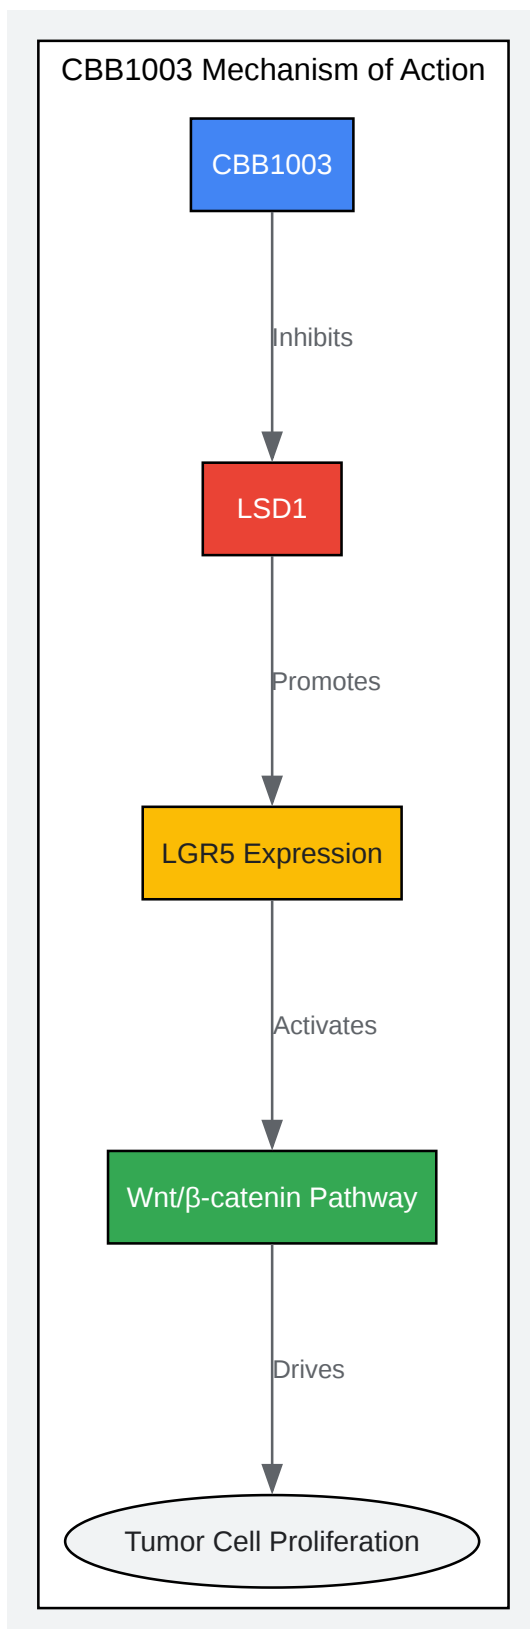 CBB1003 Mechanism of Action
CBB1003
Inhibits
LSD1
Promotes
LGR5 Expression
Activates
Wnt/β-catenin Pathway
Drives
Tumor Cell Proliferation